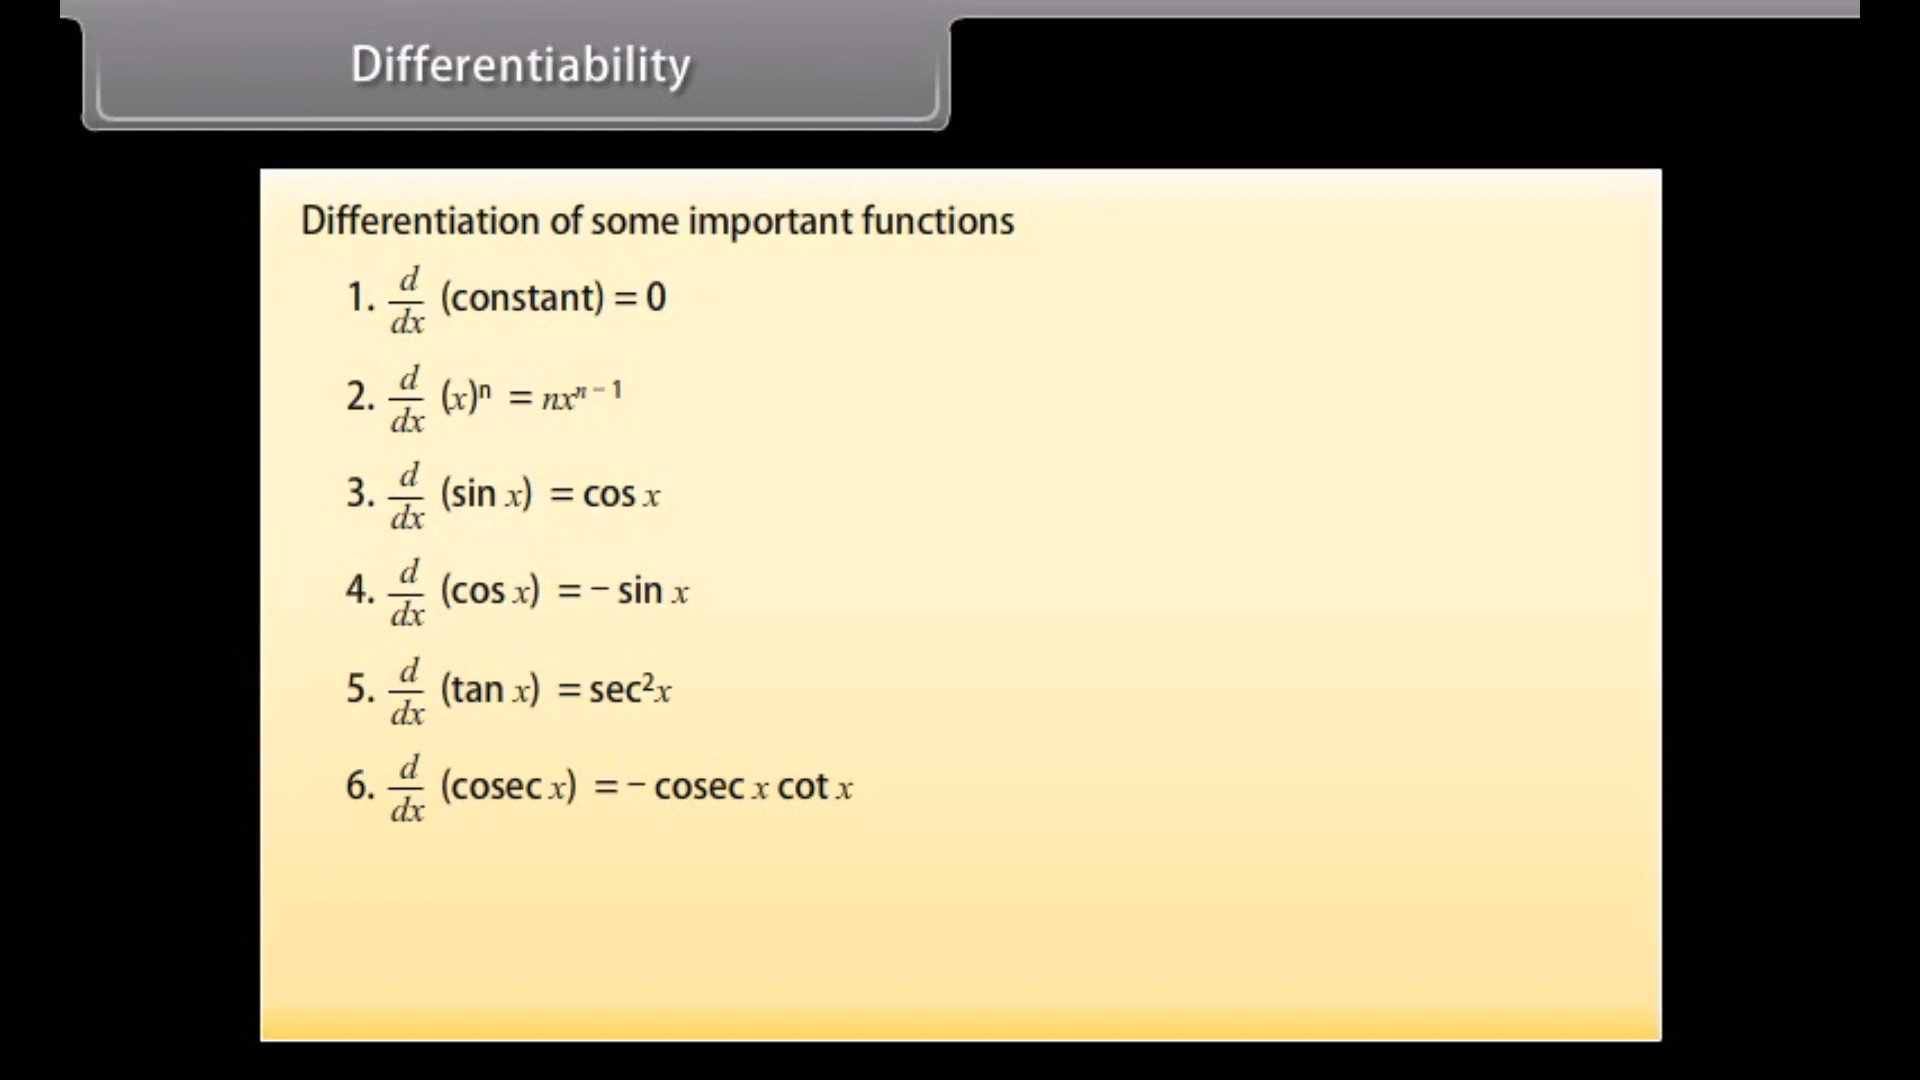 Differentiability
Differentiation of some important functions
1. d/dx (constant) = 0
2. d/dx (x)ⁿ = nxⁿ⁻¹
3. d/dx (sin x) = cos x
4. d/dx (cos x) = – sin x
5. d/dx (tan x) = sec²x
6. d/dx (cosec x) = – cosec x cot x